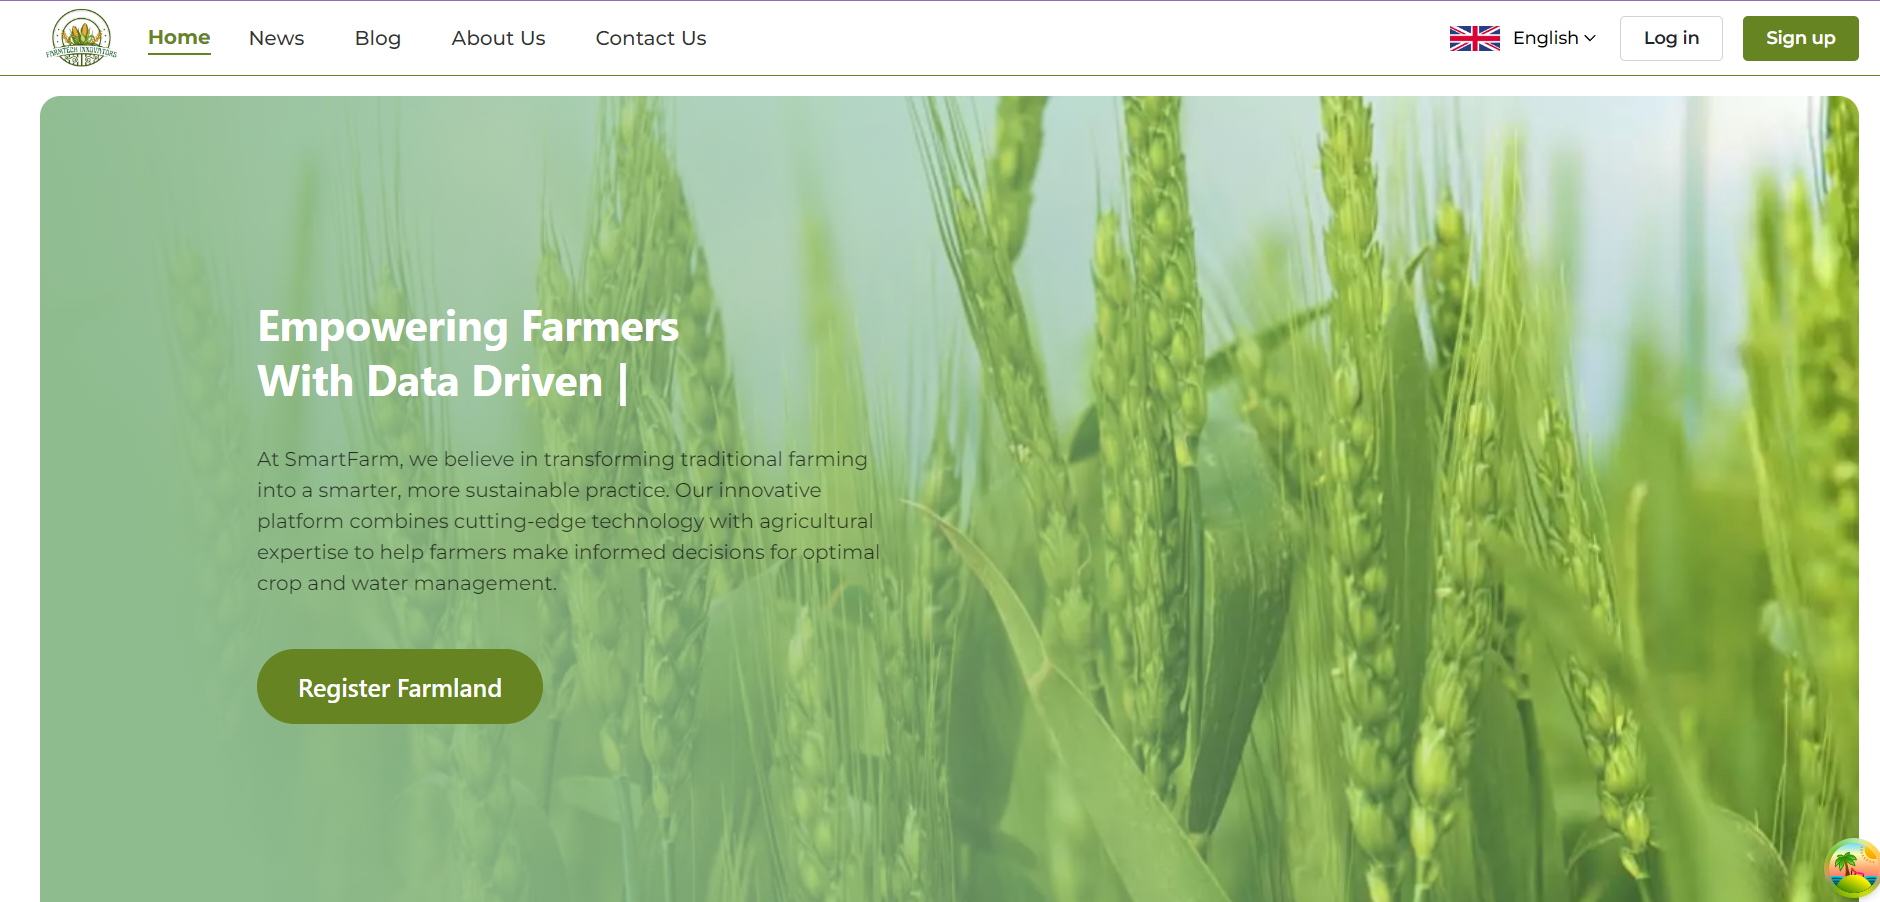 FARMTECH INNOVATORS
Home
News
Blog
About Us
Contact Us
English
Log in
Sign up
Empowering Farmers
With Data Driven |
At SmartFarm, we believe in transforming traditional farming
into a smarter, more sustainable practice. Our innovative
platform combines cutting-edge technology with agricultural
expertise to help farmers make informed decisions for optimal
crop and water management.
Register Farmland